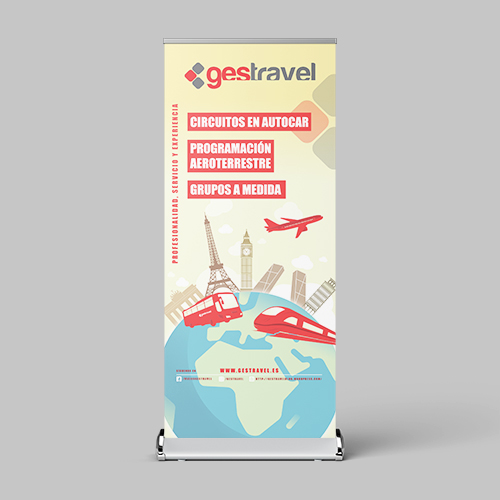 gestravel
CIRCUITOS EN AUTOCAR
PROGRAMACIÓN
AEROTERRESTRE
GRUPOS A MEDIDA
PROFESIONALIDAD, SERVICIO Y EXPERIENCIA
WWW.GESTRAVEL.ES